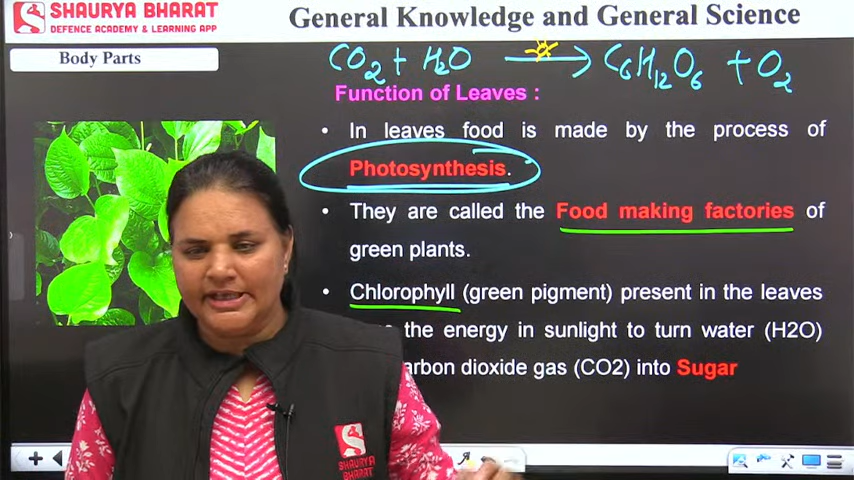 SHAURYA BHARAT
DEFENCE ACADEMY & LEARNING APP
General Knowledge and General Science
Body Parts
CO2 + H2O → C6H12O6 + O2
Function of Leaves :
• In leaves food is made by the process of
Photosynthesis.
• They are called the Food making factories of
green plants.
• Chlorophyll (green pigment) present in the leaves
the energy in sunlight to turn water (H2O)
arbon dioxide gas (CO2) into Sugar
SHAURYA
BHARAT